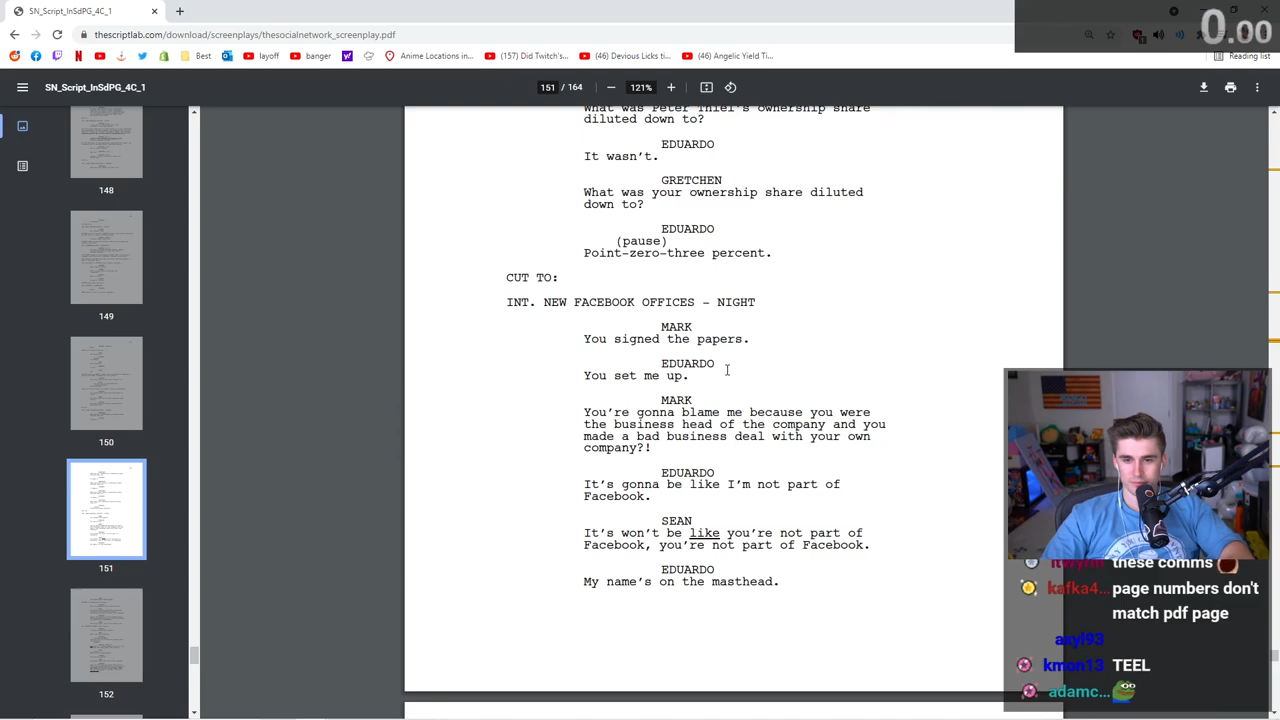 SN_Script_InSdPG_4C_1
0.00
thescriptlab.com/download/screenplays/thesocialnetwork_screenplay.pdf
Best
layoff
banger
Anime Locations in...
(157) Did Twitch's...
(46) Devious Licks ti...
(46) Angelic Yield Ti...
Reading list
SN_Script_InSdPG_4C_1
151 / 164
121%
What was Peter Thiel's ownership share
diluted down to?
EDUARDO
It wasn't.
GRETCHEN
What was your ownership share diluted
down to?
EDUARDO
(pause)
Point-zero-three percent.
CUT TO:
INT. NEW FACEBOOK OFFICES - NIGHT
MARK
You signed the papers.
EDUARDO
You set me up.
MARK
You're gonna blame me because you were
the business head of the company and you
made a bad business deal with your own
company?!
EDUARDO
It's gonna be like I'm not part of
Facebook.
SEAN
It's won't be like you're not part of
Facebook, you're not part of Facebook.
EDUARDO
My name's on the masthead.
148
149
150
151
152
these comms
kafka4... page numbers don't
match pdf page
axyl93
kmon13 TEEL
adamc...